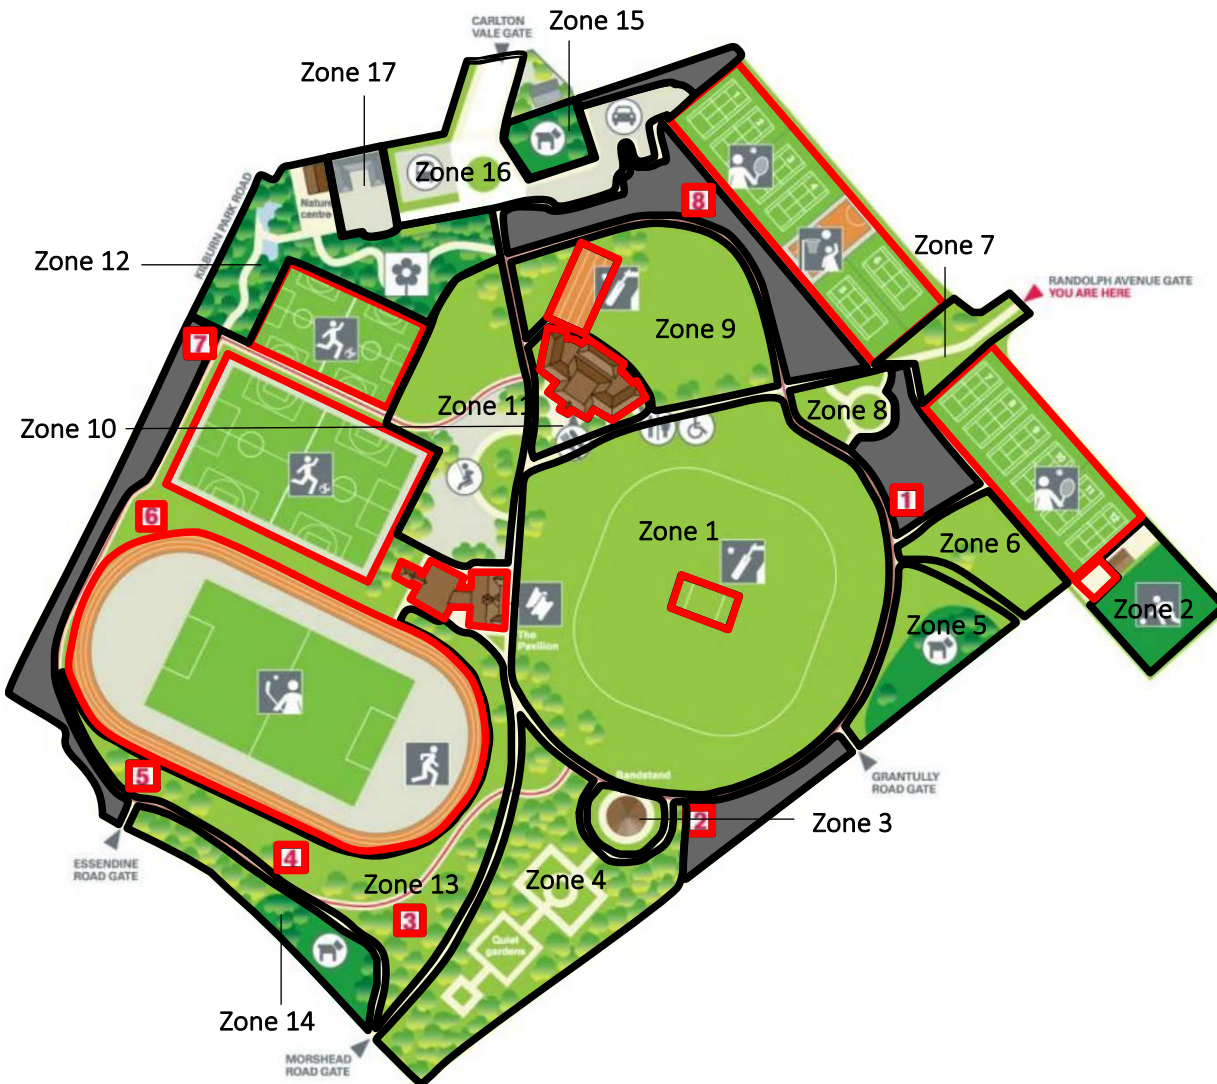 CARLTON
VALE GATE
Zone 15
Zone 17
Zone 16
8
Nature
centre
KILBURN PARK ROAD
Zone 12
Zone 7
RANDOLPH AVENUE GATE
YOU ARE HERE
7
Zone 9
Zone 11
Zone 8
Zone 10
1
6
Zone 1
Zone 6
Zone 2
Zone 5
The
Pavilion
5
Bandstand
GRANTULLY
ROAD GATE
2
Zone 3
4
ESSENDINE
ROAD GATE
Zone 13
Zone 4
3
Quiet
gardens
Zone 14
MORSHEAD
ROAD GATE